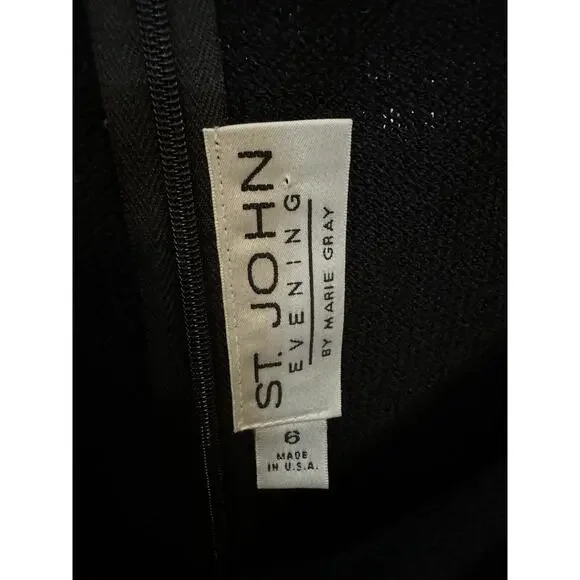 ST. JOHN
EVENING
BY MARIE GRAY
6
MADE
IN U.S.A.